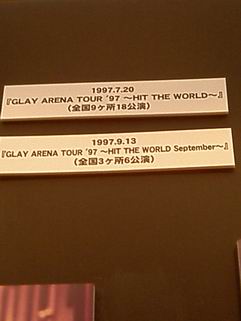 1997.7.20
『GLAY ARENA TOUR '97 ～HIT THE WORLD～』
(全国9ヶ所18公演)
1997.9.13
『GLAY ARENA TOUR '97 ～HIT THE WORLD September～』
(全国3ヶ所6公演)